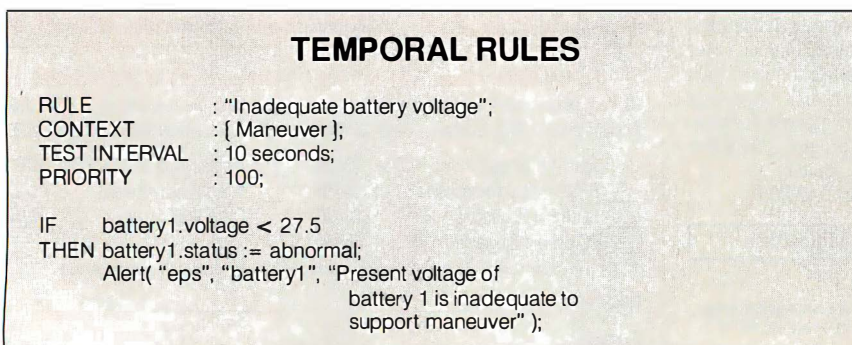 TEMPORAL RULES
RULE : "Inadequate battery voltage";
CONTEXT : { Maneuver };
TEST INTERVAL : 10 seconds;
PRIORITY : 100;
IF battery1.voltage < 27.5
THEN battery1.status := abnormal;
Alert( "eps", "battery1", "Present voltage of
battery 1 is inadequate to
support maneuver" );